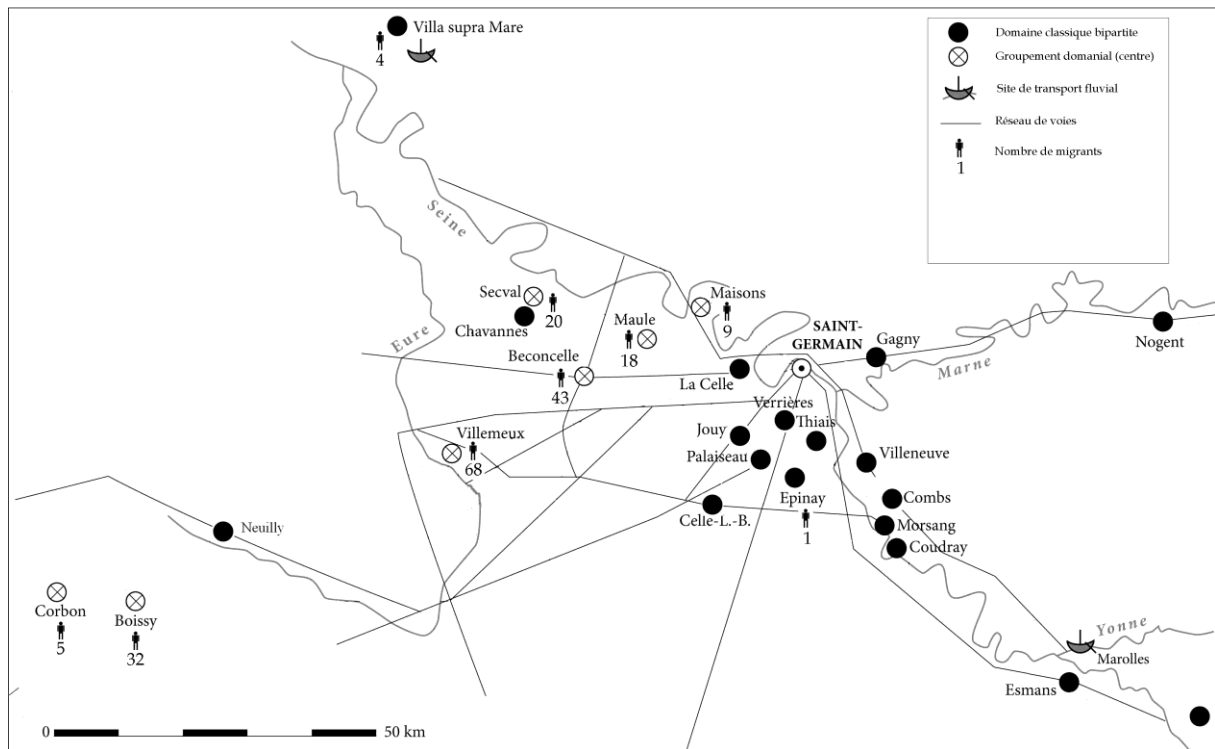 Villa supra Mare
4
Domaine classique bipartite
Groupement domanial (centre)
Site de transport fluvial
Réseau de voies
Nombre de migrants
1
Seine
Secval
20
Chavannes
Maule
18
Maisons
9
SAINT-
GERMAIN
Gagny
Nogent
Marne
Eure
Beconcelle
43
La Celle
Verrières
Thiais
Jouy
Palaiseau
Villemeux
68
Villeneuve
Epinay
1
Combs
Celle-L.-B.
Morsang
Coudray
Neuilly
Corbon
5
Boissy
32
Yonne
Marolles
Esmans
0
50 km